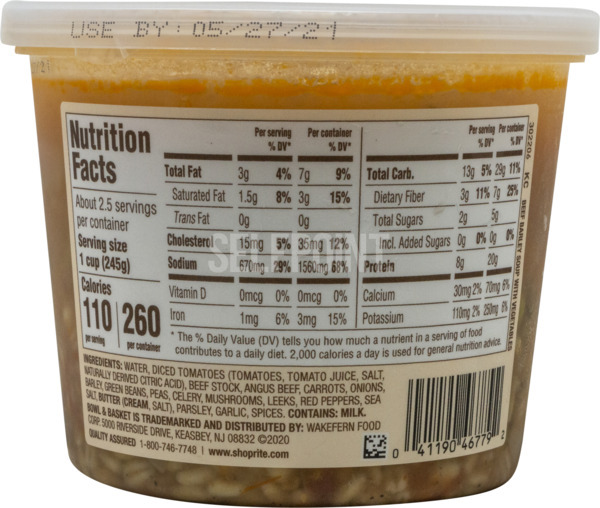 USE BY: 05/27/21
Nutrition
Facts
About 2.5 servings
per container
Serving size
1 cup (245g)
Calories
110 260
per serving per container
Per serving Per container
% DV* % DV*
Total Fat 3g 4% 7g 9%
Saturated Fat 1.5g 8% 3g 15%
Trans Fat 0g 0g
Cholesterol 15mg 5% 35mg 12%
Sodium 670mg 29% 1560mg 68%
Vitamin D 0mcg 0% 0mcg 0%
Iron 1mg 6% 3mg 15%
Per serving Per container
% DV* % DV*
Total Carb. 13g 5% 29g 11%
Dietary Fiber 3g 11% 7g 25%
Total Sugars 2g 5g
Incl. Added Sugars 0g 0% 0g 0%
Protein 8g 20g
Calcium 30mg 2% 70mg 6%
Potassium 110mg 2% 250mg 6%
* The % Daily Value (DV) tells you how much a nutrient in a serving of food
contributes to a daily diet. 2,000 calories a day is used for general nutrition advice.
302204 KC BEEF BARLEY SOUP WITH VEGETABLES
SELLPOINTS
INGREDIENTS: WATER, DICED TOMATOES (TOMATOES, TOMATO JUICE, SALT,
NATURALLY DERIVED CITRIC ACID), BEEF STOCK, ANGUS BEEF, CARROTS, ONIONS,
BARLEY, GREEN BEANS, PEAS, CELERY, MUSHROOMS, LEEKS, RED PEPPERS, SEA
SALT, BUTTER (CREAM, SALT), PARSLEY, GARLIC, SPICES. CONTAINS: MILK.
BOWL & BASKET IS TRADEMARKED AND DISTRIBUTED BY: WAKEFERN FOOD
CORP. 5000 RIVERSIDE DRIVE, KEASBEY, NJ 08832 ©2020
QUALITY ASSURED 1-800-746-7748 | www.shoprite.com
0 41190 46779 2